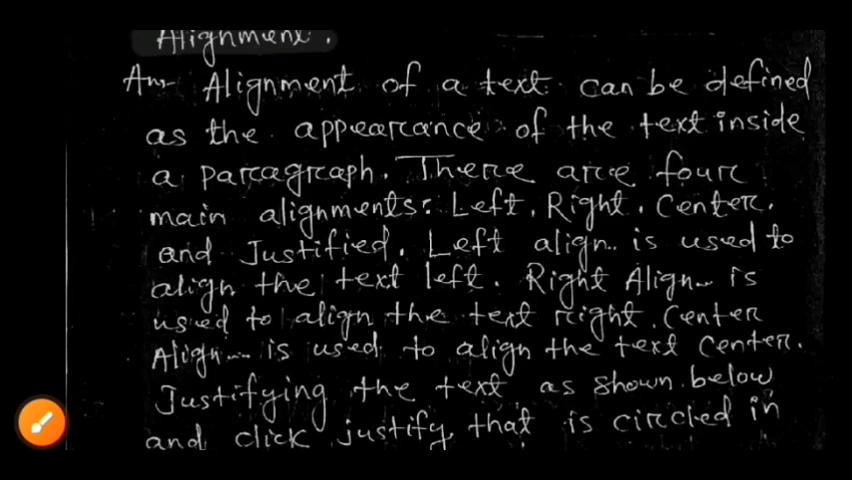 Alignment.
Ans Alignment of a text can be defined
as the appearance of the text inside
a paragraph. There are four
main alignments: Left, Right, Center,
and Justified. Left align.. is used to
align the text left. Right Align.. is
used to align the text right. Center
Align... is used to align the text Center.
Justifying the text as shown below
and click justify that is circled in